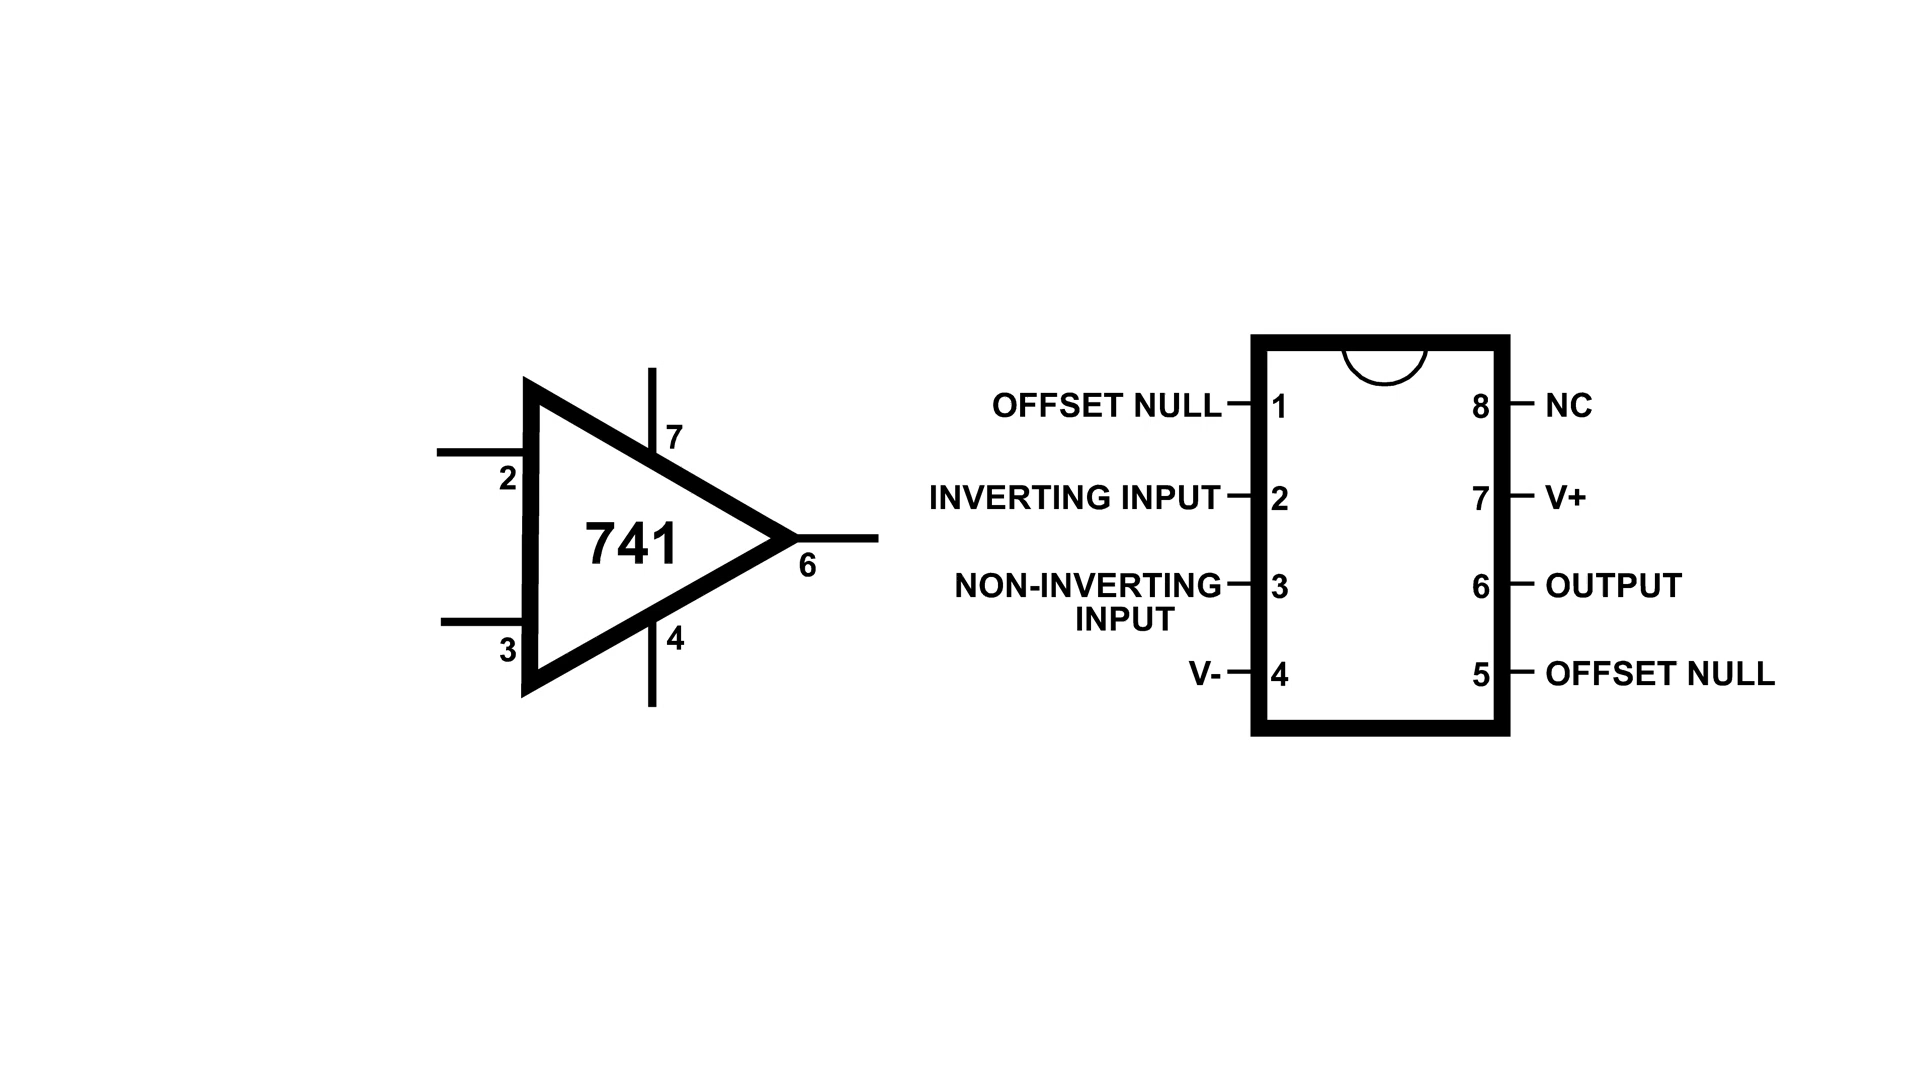 7
2
741
6
3
4
OFFSET NULL 1 8 NC
INVERTING INPUT 2 7 V+
NON-INVERTING 3 6 OUTPUT
INPUT
V- 4 5 OFFSET NULL